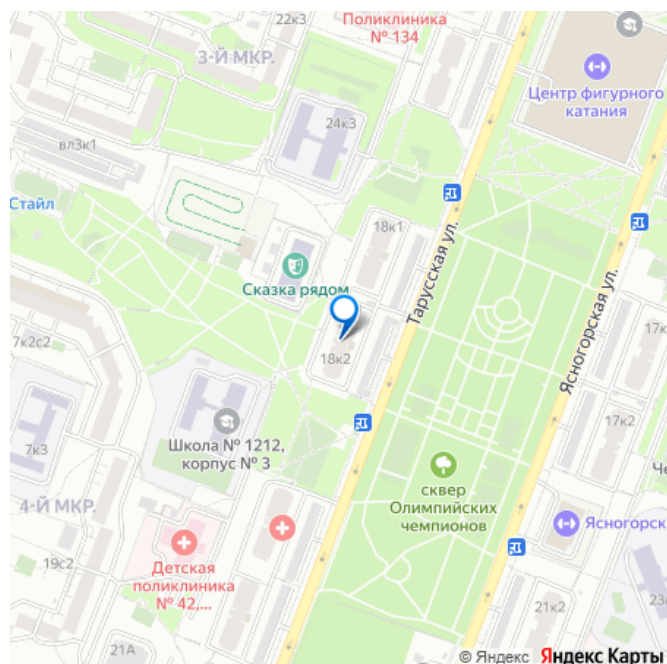 22к3
Поликлиника
№ 134
3-Й МКР.
Центр фигурного
катания
24к3
вл3к1
Стайл
18к1
Сказка рядом
Тарусская ул.
Ясногорская ул.
7к2с2
18к2
17к
17к2
7к3
Школа № 1212,
корпус № 3
Че
сквер
Олимпийских
чемпионов
4-Й МКР.
Ясногорск
Детская
поликлиника
№ 42,...
19с2
21А
21к2
23
© Яндекс Яндекс Карты